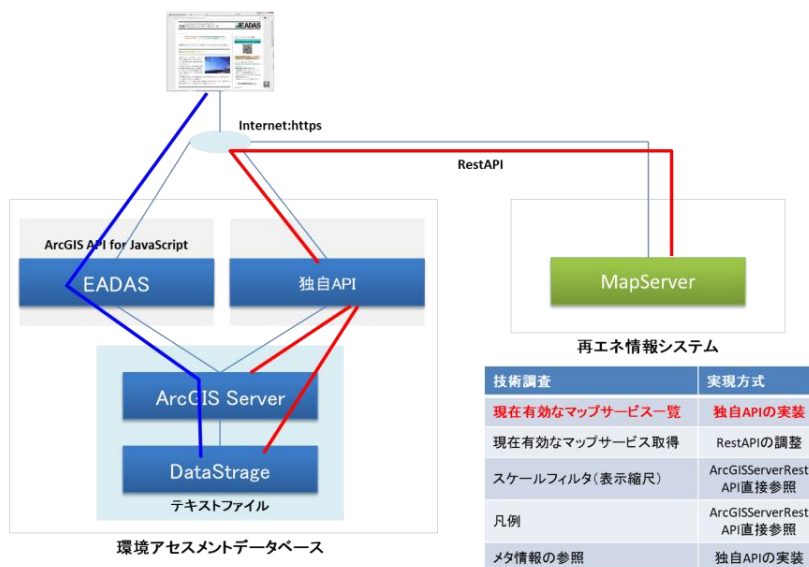 EADAS
Internet:https
RestAPI
ArcGIS API for JavaScript
EADAS
独自API
MapServer
再エネ情報システム
ArcGIS Server
DataStrage
テキストファイル
環境アセスメントデータベース
技術調査 実現方式
現在有効なマップサービス一覧 独自APIの実装
現在有効なマップサービス取得 RestAPIの調整
スケールフィルタ(表示縮尺) ArcGISServerRest
API直接参照
凡例 ArcGISServerRest
API直接参照
メタ情報の参照 独自APIの実装